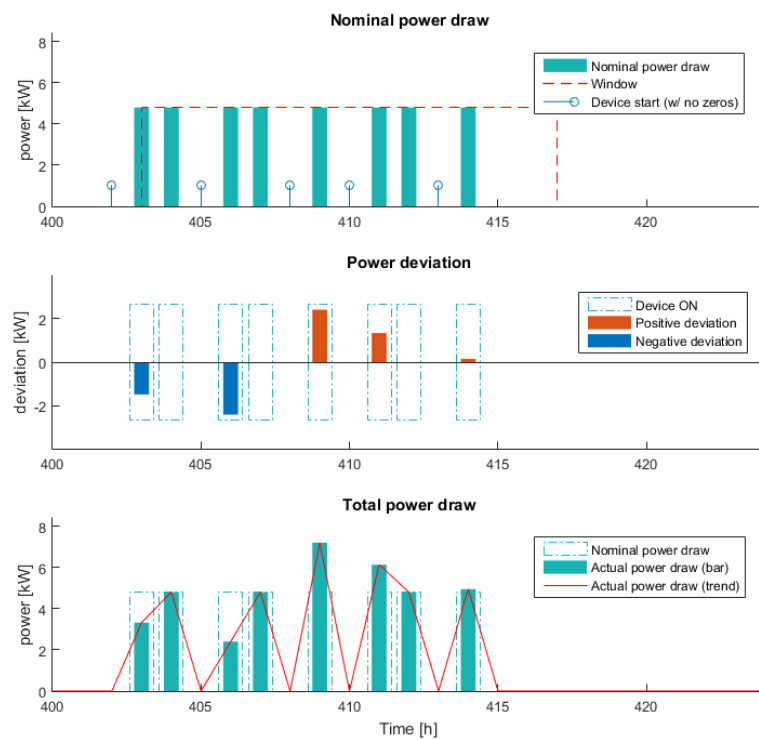 Nominal power draw
8
6
4
2
0
power [kW]
Nominal power draw
Window
Device start (w/ no zeros)
400 405 410 415 420
Power deviation
2
0
-2
deviation [kW]
Device ON
Positive deviation
Negative deviation
400 405 410 415 420
Total power draw
8
6
4
2
0
power [kW]
Nominal power draw
Actual power draw (bar)
Actual power draw (trend)
400 405 410 415 420
Time [h]